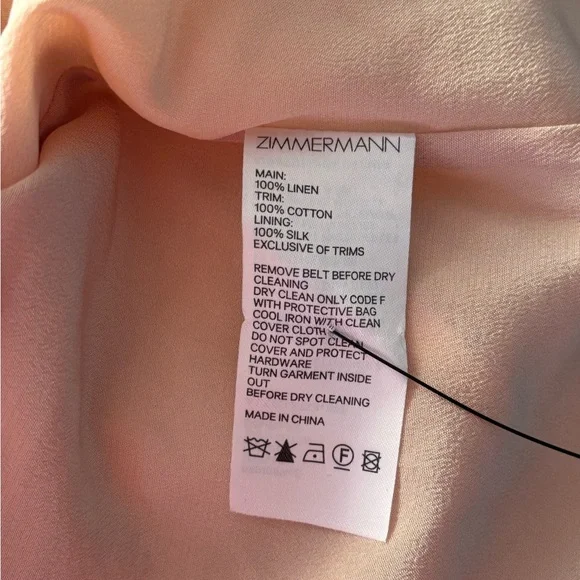 ZIMMERMANN
MAIN:
100% LINEN
TRIM:
100% COTTON
LINING:
100% SILK
EXCLUSIVE OF TRIMS
REMOVE BELT BEFORE DRY
CLEANING
DRY CLEAN ONLY CODE F
WITH PROTECTIVE BAG
COOL IRON WITH CLEAN
COVER CLOTH
DO NOT SPOT CLEAN
COVER AND PROTECT
HARDWARE
TURN GARMENT INSIDE
OUT
BEFORE DRY CLEANING
MADE IN CHINA
F